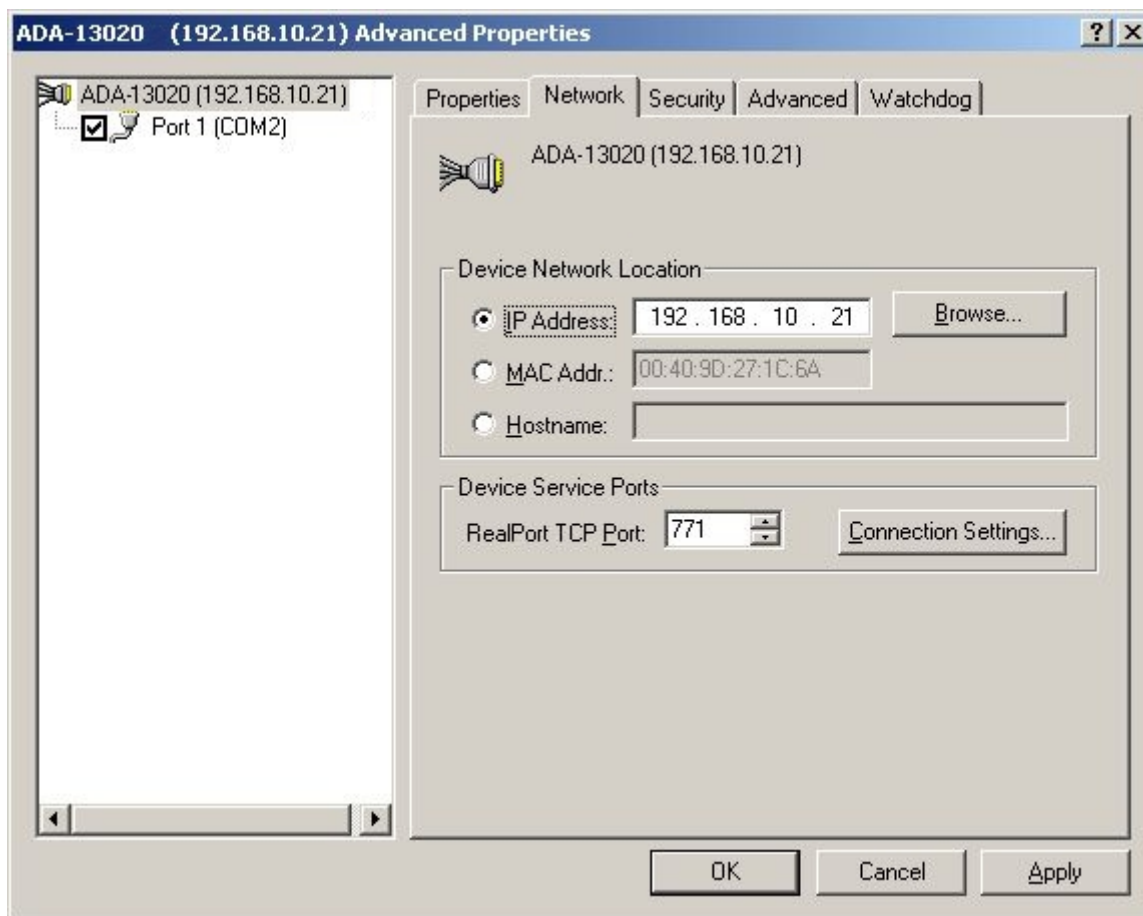 ADA-13020 (192.168.10.21) Advanced Properties
ADA-13020 (192.168.10.21)
Port 1 (COM2)
Properties Network Security Advanced Watchdog
ADA-13020 (192.168.10.21)
Device Network Location
IP Address: 192 . 168 . 10 . 21 Browse...
MAC Addr.: 00:40:9D:27:1C:6A
Hostname:
Device Service Ports
RealPort TCP Port: 771 Connection Settings...
OK Cancel Apply